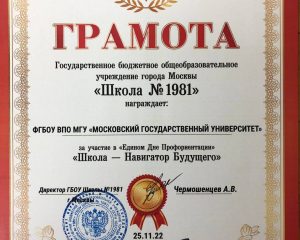 ГРАМОТА
Государственное бюджетное общеобразовательное
учреждение города Москвы
«Школа №1981»
награждает:
ФГБОУ ВПО МГУ «МОСКОВСКИЙ ГОСУДАРСТВЕННЫЙ УНИВЕРСИТЕТ»
за участие в «Едином Дне Профориентации»
«Школа — Навигатор Будущего»
Директор ГБОУ Школы №1981
г. Москвы
Чермошенцев А.В.
25.11.22